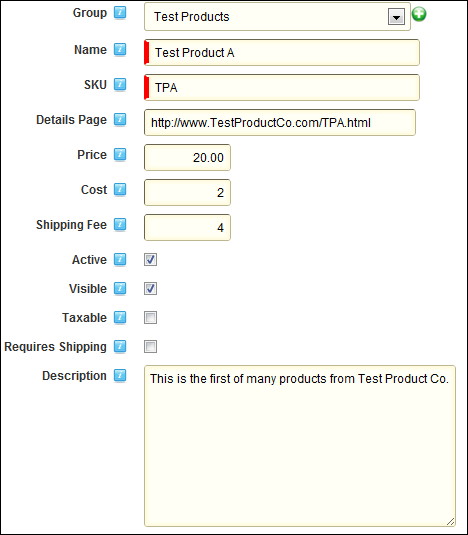 Group Test Products
Name Test Product A
SKU TPA
Details Page http://www.TestProductCo.com/TPA.html
Price 20.00
Cost 2
Shipping Fee 4
Active
Visible
Taxable
Requires Shipping
Description This is the first of many products from Test Product Co.